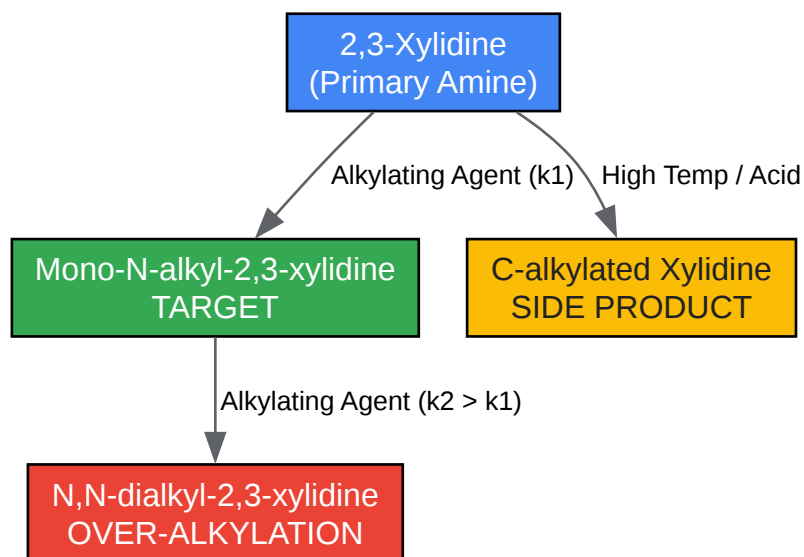 2,3-Xylidine
(Primary Amine)
Alkylating Agent (k1)
High Temp / Acid
Mono-N-alkyl-2,3-xylidine
TARGET
C-alkylated Xylidine
SIDE PRODUCT
Alkylating Agent (k2 > k1)
N,N-dialkyl-2,3-xylidine
OVER-ALKYLATION